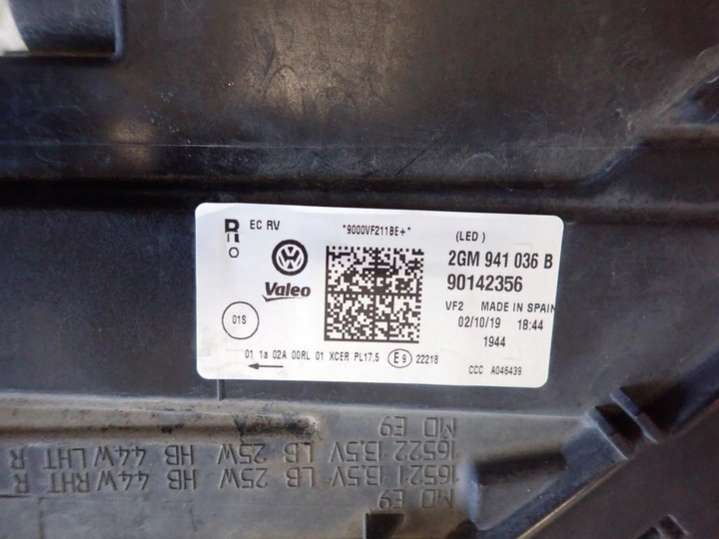 R EC RV
I
O
*9000VF211BE+*
(LED)
VW
Valeo
2GM 941 036 B
90142356
VF2 MADE IN SPAIN
02/10/19 18:44
1944
01S
01 1a 02A 00RL 01 XCER PL17.5 E9 22218
CCC A046439
MD E9
16521 13.5V LB 25W HB 44W RHT R
16522 13.5V LB 25W HB 44W LHT R
MD E9